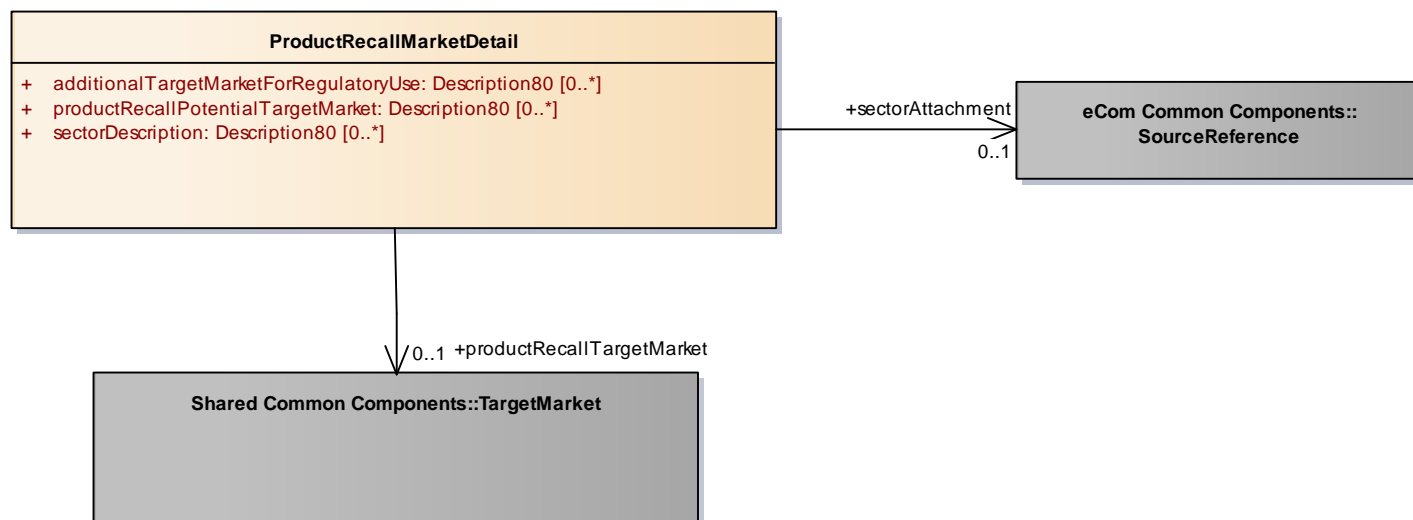 ProductRecallMarketDetail
+ additionalTargetMarketForRegulatoryUse: Description80 [0..*]
+ productRecallPotentialTargetMarket: Description80 [0..*]
+ sectorDescription: Description80 [0..*]
+sectorAttachment
0..1
eCom Common Components::
SourceReference
0..1 +productRecallTargetMarket
Shared Common Components::TargetMarket